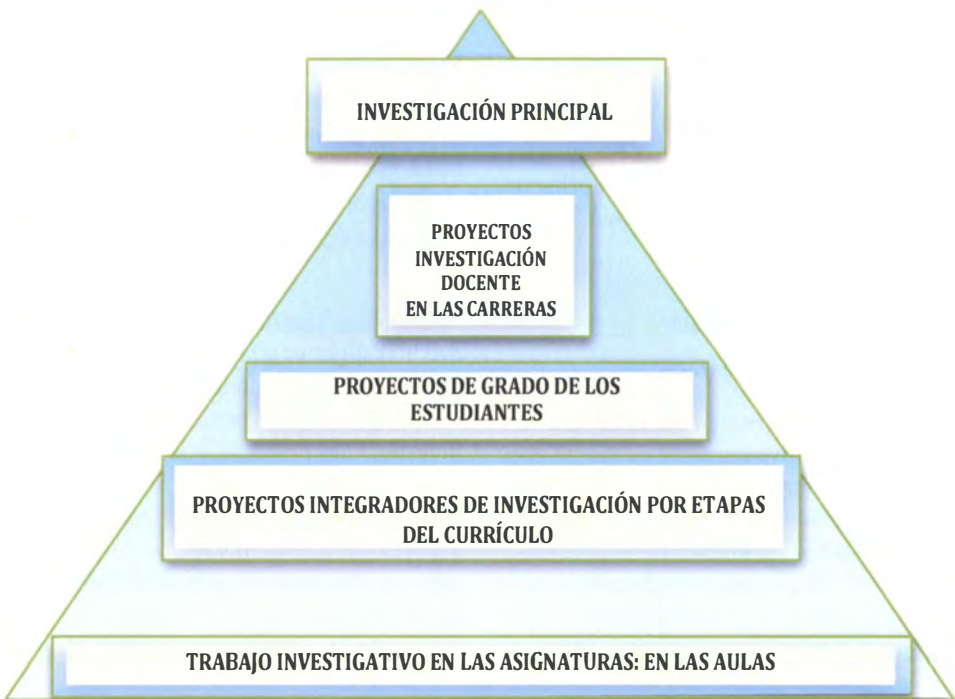 INVESTIGACIÓN PRINCIPAL
PROYECTOS
INVESTIGACIÓN
DOCENTE
EN LAS CARRERAS
PROYECTOS DE GRADO DE LOS
ESTUDIANTES
PROYECTOS INTEGRADORES DE INVESTIGACIÓN POR ETAPAS
DEL CURRÍCULO
TRABAJO INVESTIGATIVO EN LAS ASIGNATURAS: EN LAS AULAS